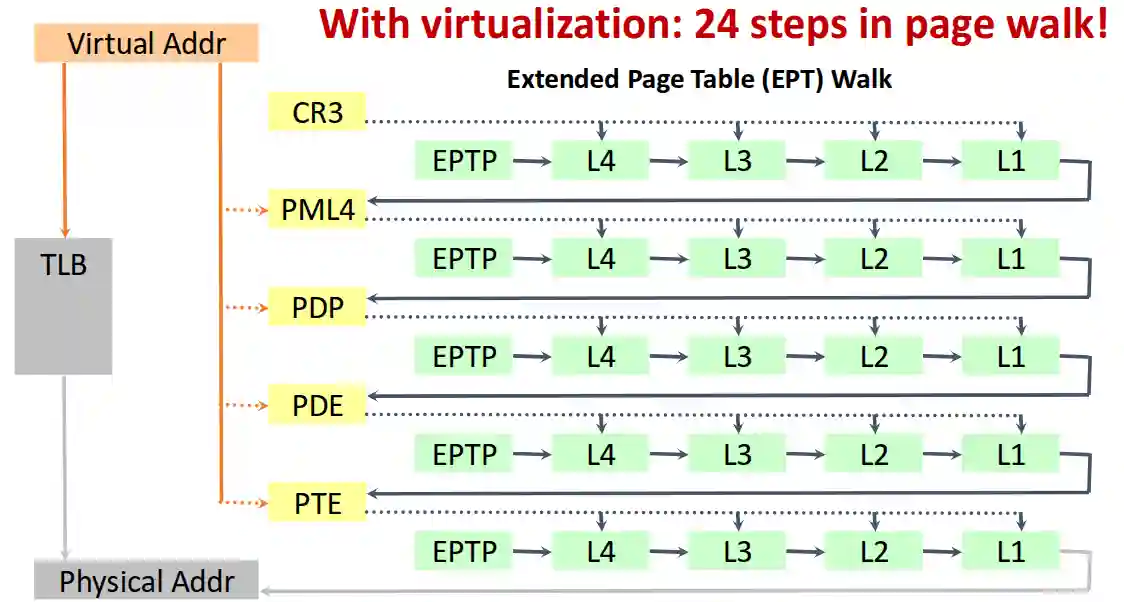 With virtualization: 24 steps in page walk!
Virtual Addr
Extended Page Table (EPT) Walk
CR3
EPTP L4 L3 L2 L1
PML4
EPTP L4 L3 L2 L1
TLB
PDP
EPTP L4 L3 L2 L1
PDE
EPTP L4 L3 L2 L1
PTE
EPTP L4 L3 L2 L1
Physical Addr